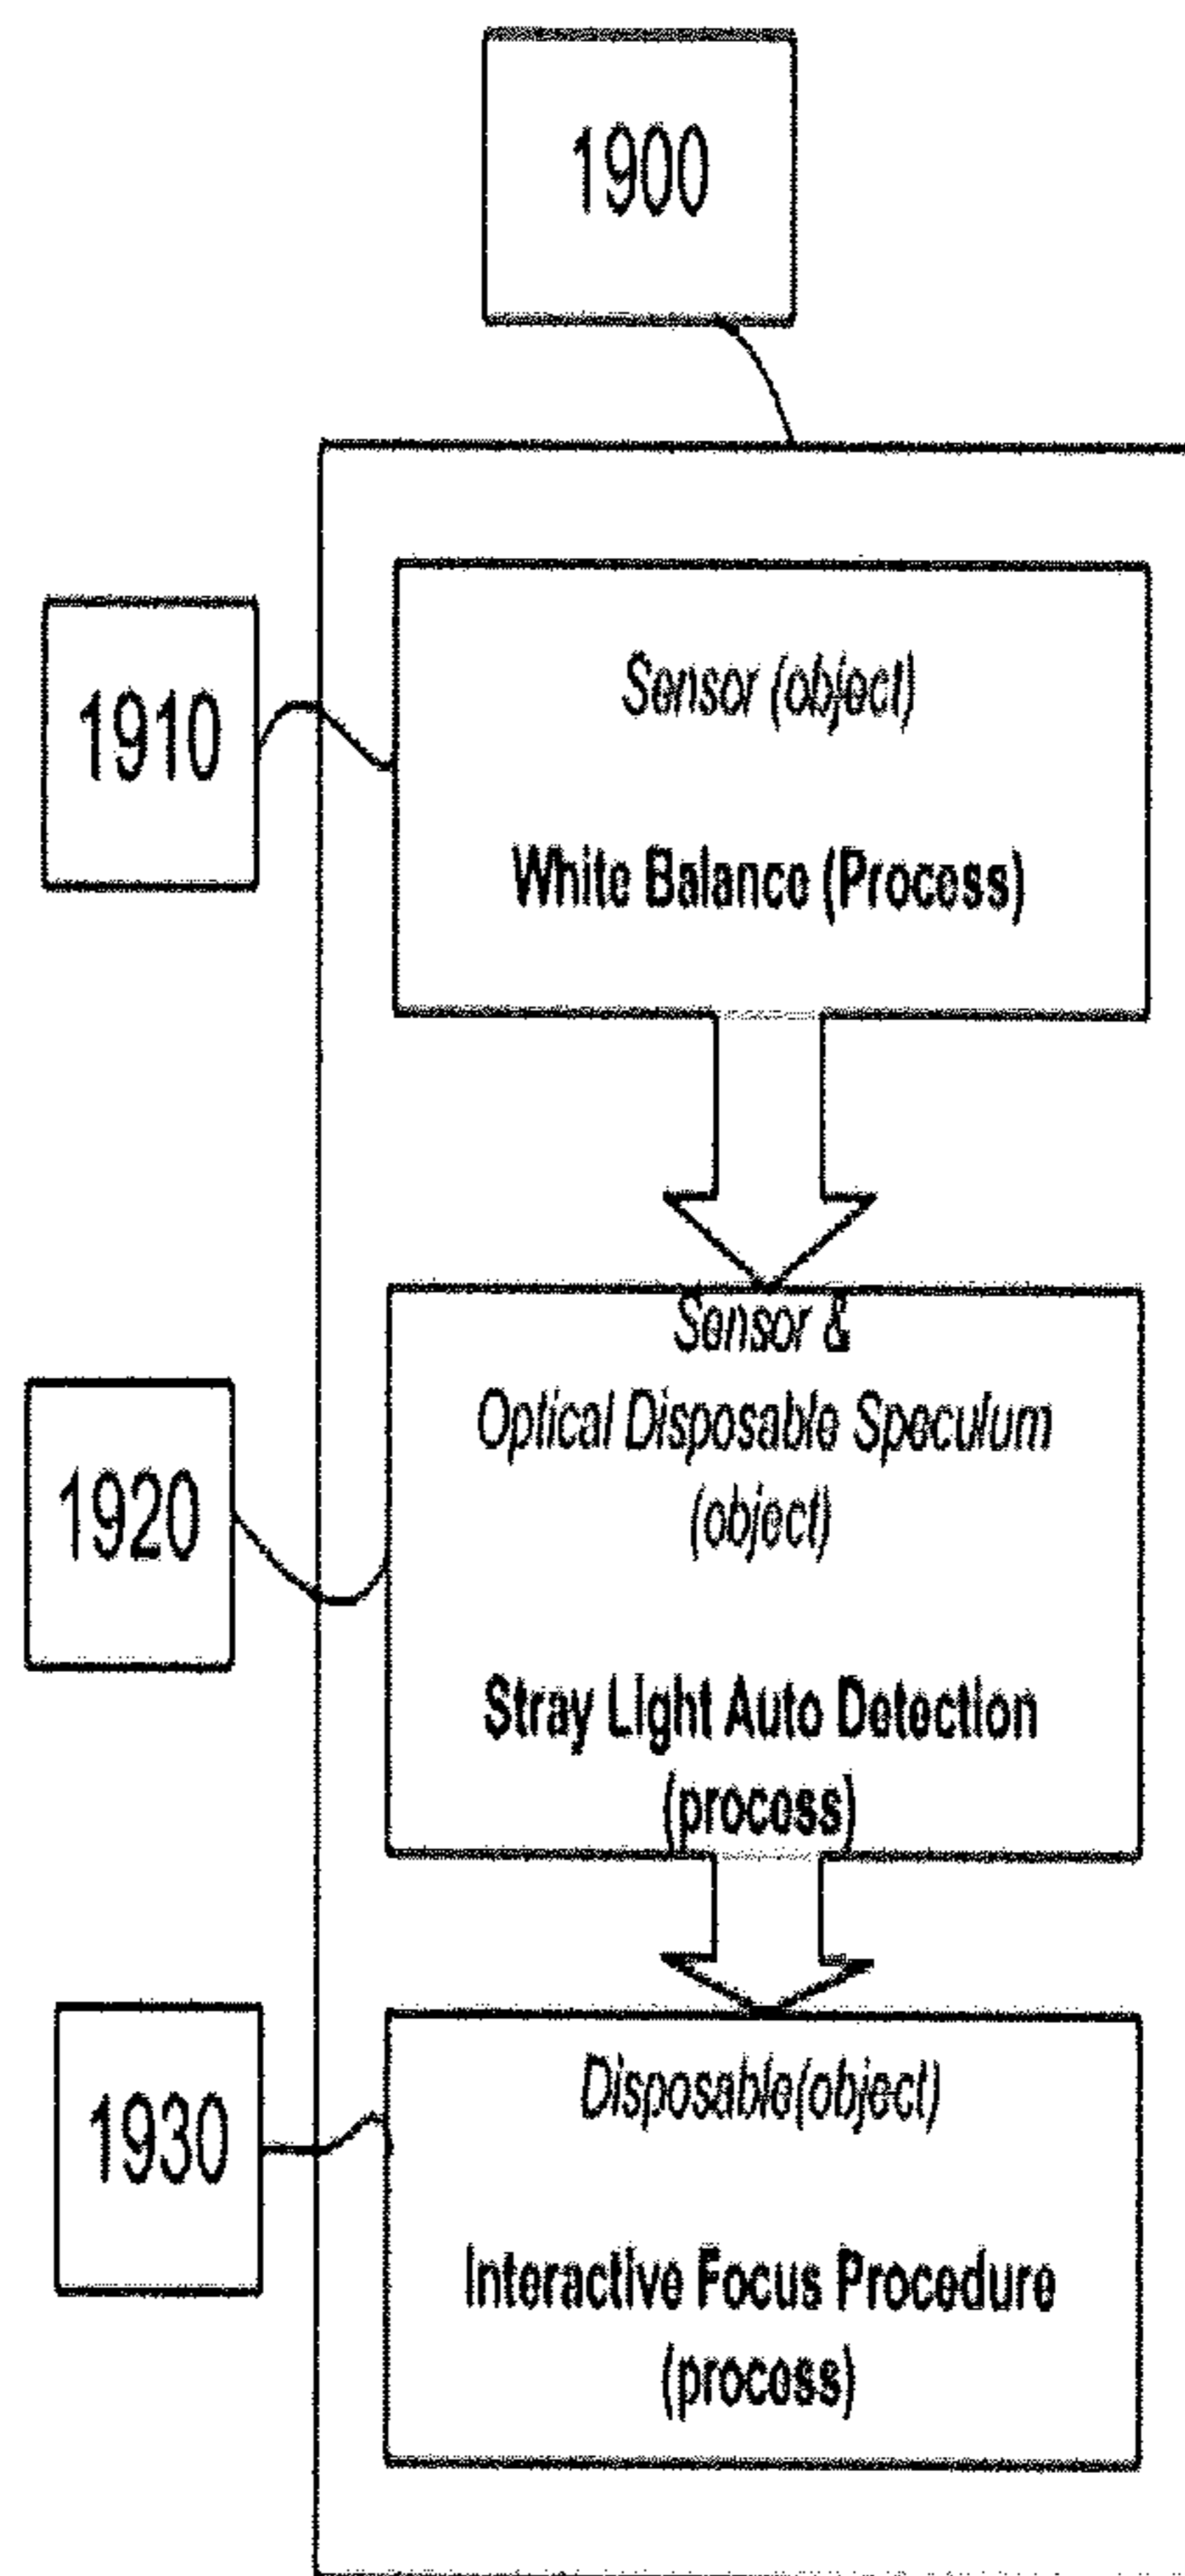 1900
1910
Sensor (object)
White Balance (Process)
1920
Sensor &
Optical Disposable Speculum
(object)
Stray Light Auto Detection
(process)
1930
Disposable(object)
Interactive Focus Procedure
(process)